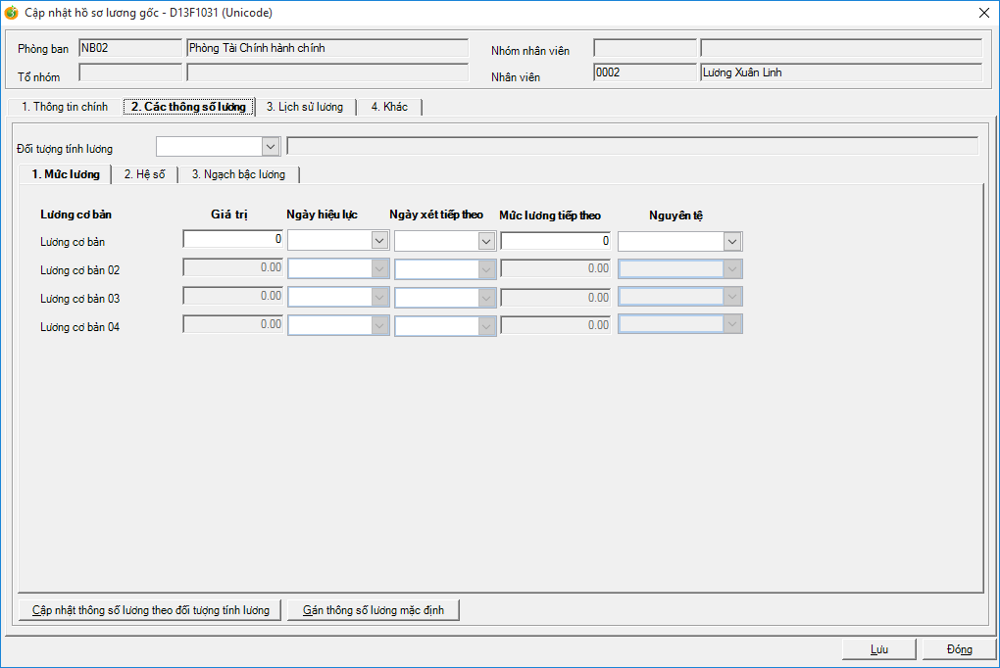 Cập nhật hồ sơ lương gốc - D13F1031 (Unicode)
Phòng ban NB02 Phòng Tài Chính hành chính Nhóm nhân viên
Tổ nhóm Nhân viên 0002 Lương Xuân Linh
1. Thông tin chính 2. Các thông số lương 3. Lịch sử lương 4. Khác
Đối tượng tính lương
1. Mức lương 2. Hệ số 3. Ngạch bậc lương
Lương cơ bản Giá trị Ngày hiệu lực Ngày xét tiếp theo Mức lương tiếp theo Nguyên tệ
Lương cơ bản 0 0
Lương cơ bản 02 0.00 0.00
Lương cơ bản 03 0.00 0.00
Lương cơ bản 04 0.00 0.00
Cập nhật thông số lương theo đối tượng tính lương Gán thông số lương mặc định
Lưu Đóng